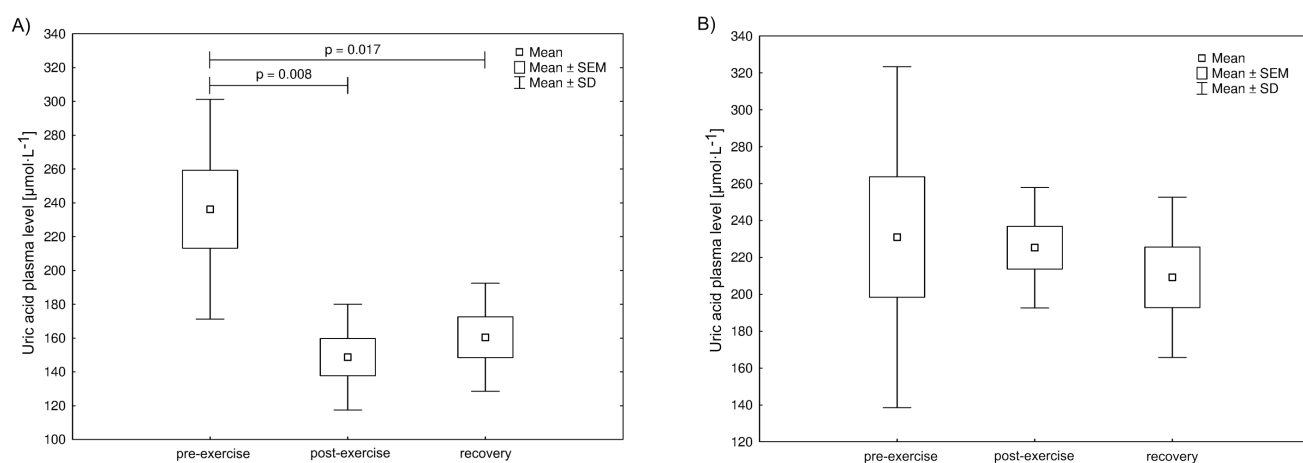 A)
Uric acid plasma level [µmol·L⁻¹]
340
320
300
280
260
240
220
200
180
160
140
120
100
p = 0.017
p = 0.008
Mean
Mean ± SEM
Mean ± SD
pre-exercise post-exercise recovery
B)
Uric acid plasma level [µmol·L⁻¹]
340
320
300
280
260
240
220
200
180
160
140
120
Mean
Mean ± SEM
Mean ± SD
pre-exercise post-exercise recovery